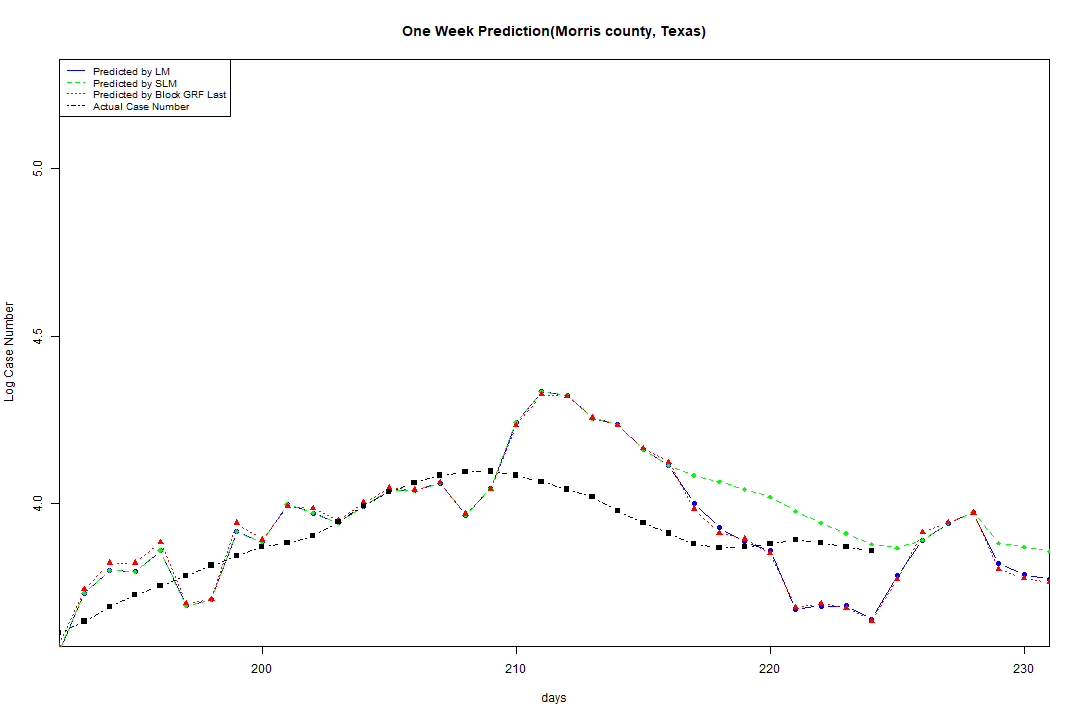 One Week Prediction(Morris county, Texas)
Predicted by LM
Predicted by SLM
Predicted by Block GRF Last
Actual Case Number
5.0
4.5
4.0
Log Case Number
200 210 220 230
days